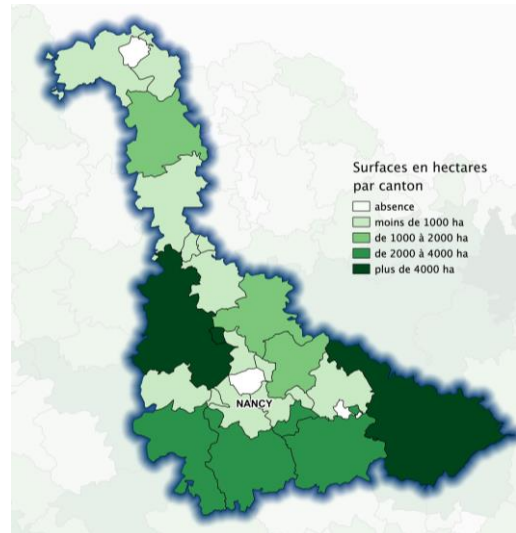 Surfaces en hectares
par canton
absence
moins de 1000 ha
de 1000 à 2000 ha
de 2000 à 4000 ha
plus de 4000 ha
NANCY